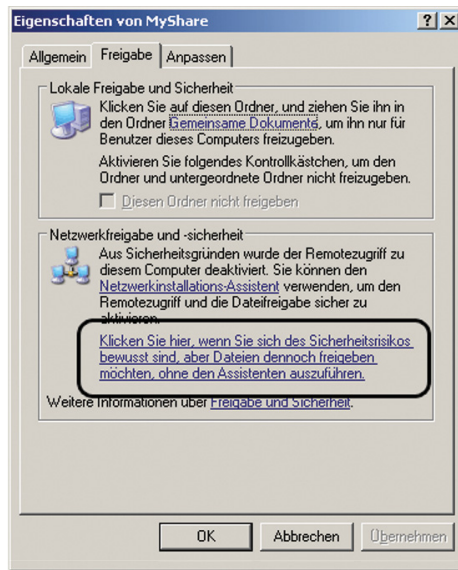 Eigenschaften von MyShare
Allgemein Freigabe Anpassen
Lokale Freigabe und Sicherheit
Klicken Sie auf diesen Ordner, und ziehen Sie ihn in
den Ordner Gemeinsame Dokumente, um ihn nur für
Benutzer dieses Computers freizugeben.
Aktivieren Sie folgendes Kontrollkästchen, um den
Ordner und untergeordnete Ordner nicht freizugeben.
Diesen Ordner nicht freigeben
Netzwerkfreigabe und -sicherheit
Aus Sicherheitsgründen wurde der Remotezugriff zu
diesem Computer deaktiviert. Sie können den
Netzwerkinstallations-Assistent verwenden, um den
Remotezugriff und die Dateifreigabe sicher zu
aktivieren.
Klicken Sie hier, wenn Sie sich des Sicherheitsrisikos
bewusst sind, aber Dateien dennoch freigeben
möchten, ohne den Assistenten auszuführen.
Weitere Informationen über Freigabe und Sicherheit.
OK Abbrechen Übernehmen